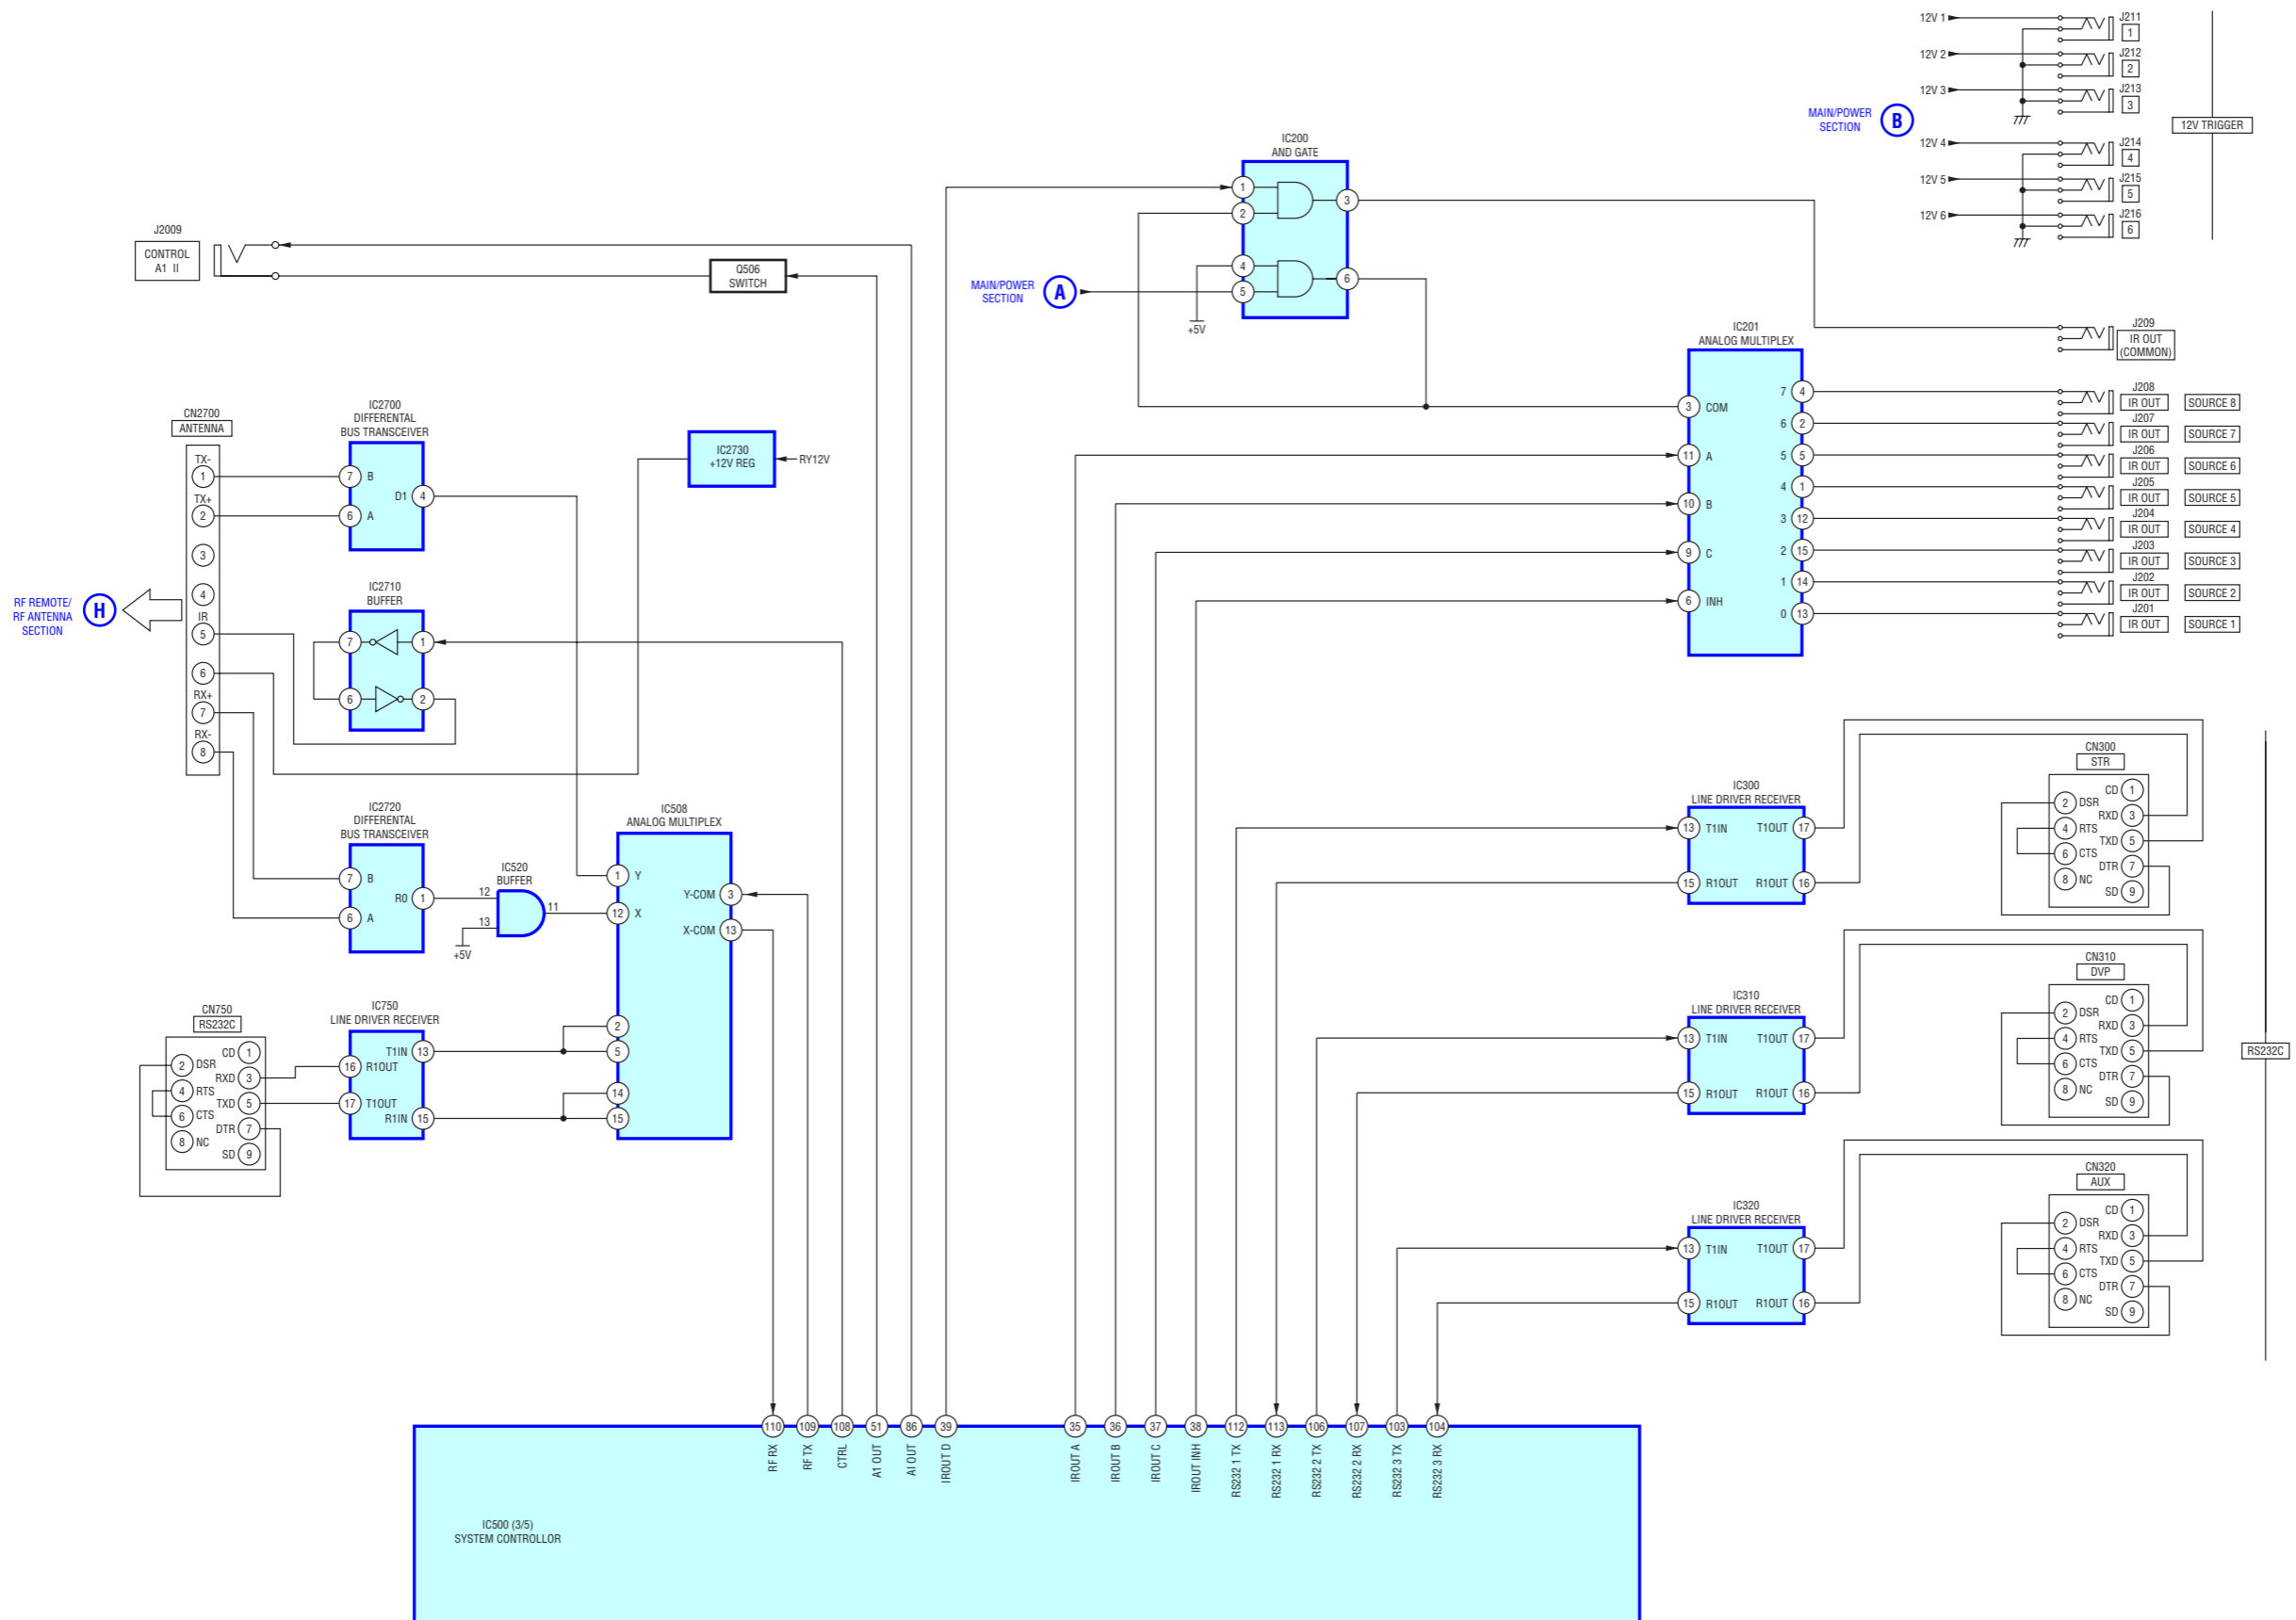 12V 1
J211
1
12V 2
J212
2
12V 3
J213
3
MAIN/POWER
SECTION
B
12V TRIGGER
12V 4
J214
4
12V 5
J215
5
12V 6
J216
6
IC200
AND GATE
1
2
3
4
5
6
+5V
MAIN/POWER
SECTION
A
J2009
CONTROL
A1 II
Q506
SWITCH
J209
IR OUT
(COMMON)
IC201
ANALOG MULTIPLEX
3 COM
11 A
10 B
9 C
6 INH
7 4
6 2
5 5
4 1
3 12
2 15
1 14
0 13
J208
IR OUT SOURCE 8
J207
IR OUT SOURCE 7
J206
IR OUT SOURCE 6
J205
IR OUT SOURCE 5
J204
IR OUT SOURCE 4
J203
IR OUT SOURCE 3
J202
IR OUT SOURCE 2
J201
IR OUT SOURCE 1
CN2700
ANTENNA
TX-
1
TX+
2
3
4
IR
5
6
RX+
7
RX-
8
RF REMOTE/
RF ANTENNA
SECTION
H
IC2700
DIFFERENTAL
BUS TRANSCEIVER
7 B
D1 4
6 A
IC2730
+12V REG
RY12V
IC2710
BUFFER
7 1
6 2
IC2720
DIFFERENTAL
BUS TRANSCEIVER
7 B
R0 1
6 A
IC520
BUFFER
12
11
13
+5V
IC508
ANALOG MULTIPLEX
1 Y
Y-COM 3
12 X
X-COM 13
2
5
14
15
CN750
RS232C
CD 1
2 DSR
RXD 3
4 RTS
TXD 5
6 CTS
DTR 7
8 NC
SD 9
IC750
LINE DRIVER RECEIVER
T1IN 13
16 R1OUT
17 T1OUT
R1IN 15
IC300
LINE DRIVER RECEIVER
13 T1IN T1OUT 17
15 R1OUT R1OUT 16
CN300
STR
CD 1
2 DSR
RXD 3
4 RTS
TXD 5
6 CTS
DTR 7
8 NC
SD 9
IC310
LINE DRIVER RECEIVER
13 T1IN T1OUT 17
15 R1OUT R1OUT 16
CN310
DVP
CD 1
2 DSR
RXD 3
4 RTS
TXD 5
6 CTS
DTR 7
8 NC
SD 9
RS232C
IC320
LINE DRIVER RECEIVER
13 T1IN T1OUT 17
15 R1OUT R1OUT 16
CN320
AUX
CD 1
2 DSR
RXD 3
4 RTS
TXD 5
6 CTS
DTR 7
8 NC
SD 9
110 109 108 51 86 39 35 36 37 38 112 113 106 107 103 104
RF RX
RF TX
CTRL
A1 OUT
AI OUT
IROUT D
IROUT A
IROUT B
IROUT C
IROUT INH
RS232 1 TX
RS232 1 RX
RS232 2 TX
RS232 2 RX
RS232 3 TX
RS232 3 RX
IC500 (3/5)
SYSTEM CONTROLLOR